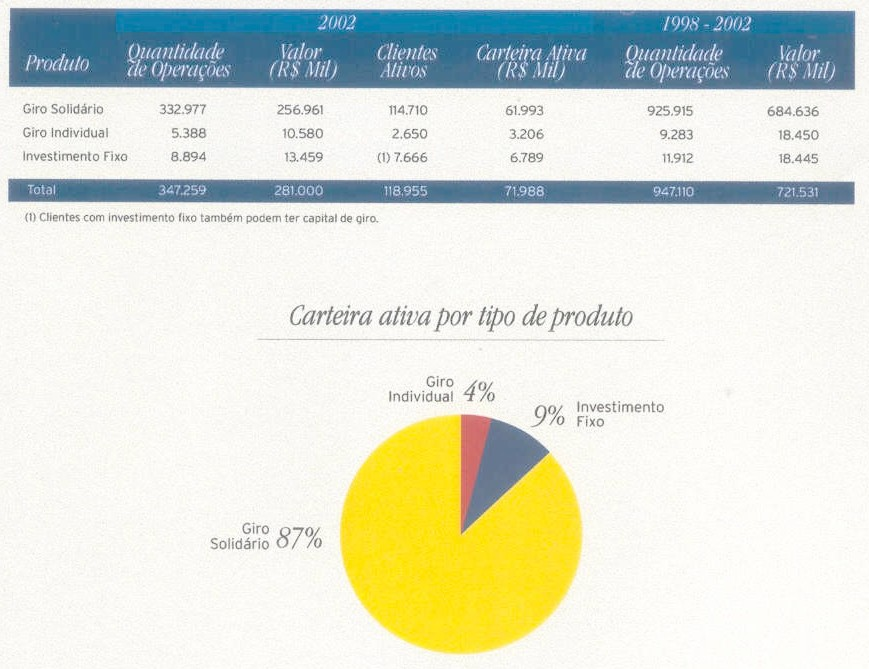 2002 1998 - 2002
Produto Quantidade de Operações Valor (R$ Mil) Clientes Ativos Carteira Ativa (R$ Mil) Quantidade de Operações Valor (R$ Mil)
Giro Solidário 332.977 256.961 114.710 61.993 925.915 684.636
Giro Individual 5.388 10.580 2.650 3.206 9.283 18.450
Investimento Fixo 8.894 13.459 (1) 7.666 6.789 11.912 18.445
Total 347.259 281.000 118.955 71.988 947.110 721.531
(1) Clientes com investimento fixo também podem ter capital de giro.
Carteira ativa por tipo de produto
Giro
Individual 4%
9% Investimento
Fixo
Giro
Solidário 87%